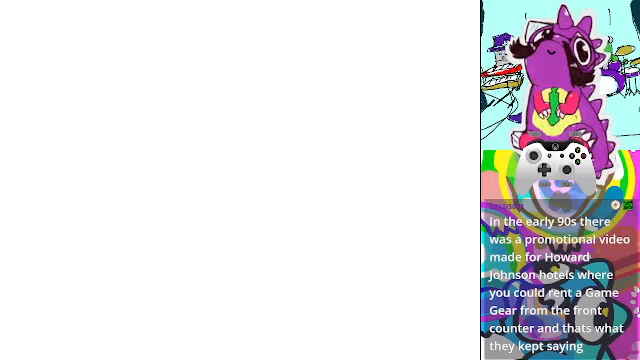 In the early 90s there
was a promotional video
made for Howard
Johnson hotels where
you could rent a Game
Gear from the front
counter and thats what
they kept saying